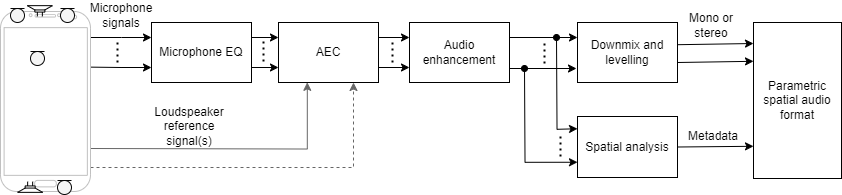 Microphone
signals
Microphone EQ
AEC
Audio
enhancement
Downmix and
levelling
Mono or
stereo
Parametric
spatial audio
format
Loudspeaker
reference
signal(s)
Spatial analysis
Metadata